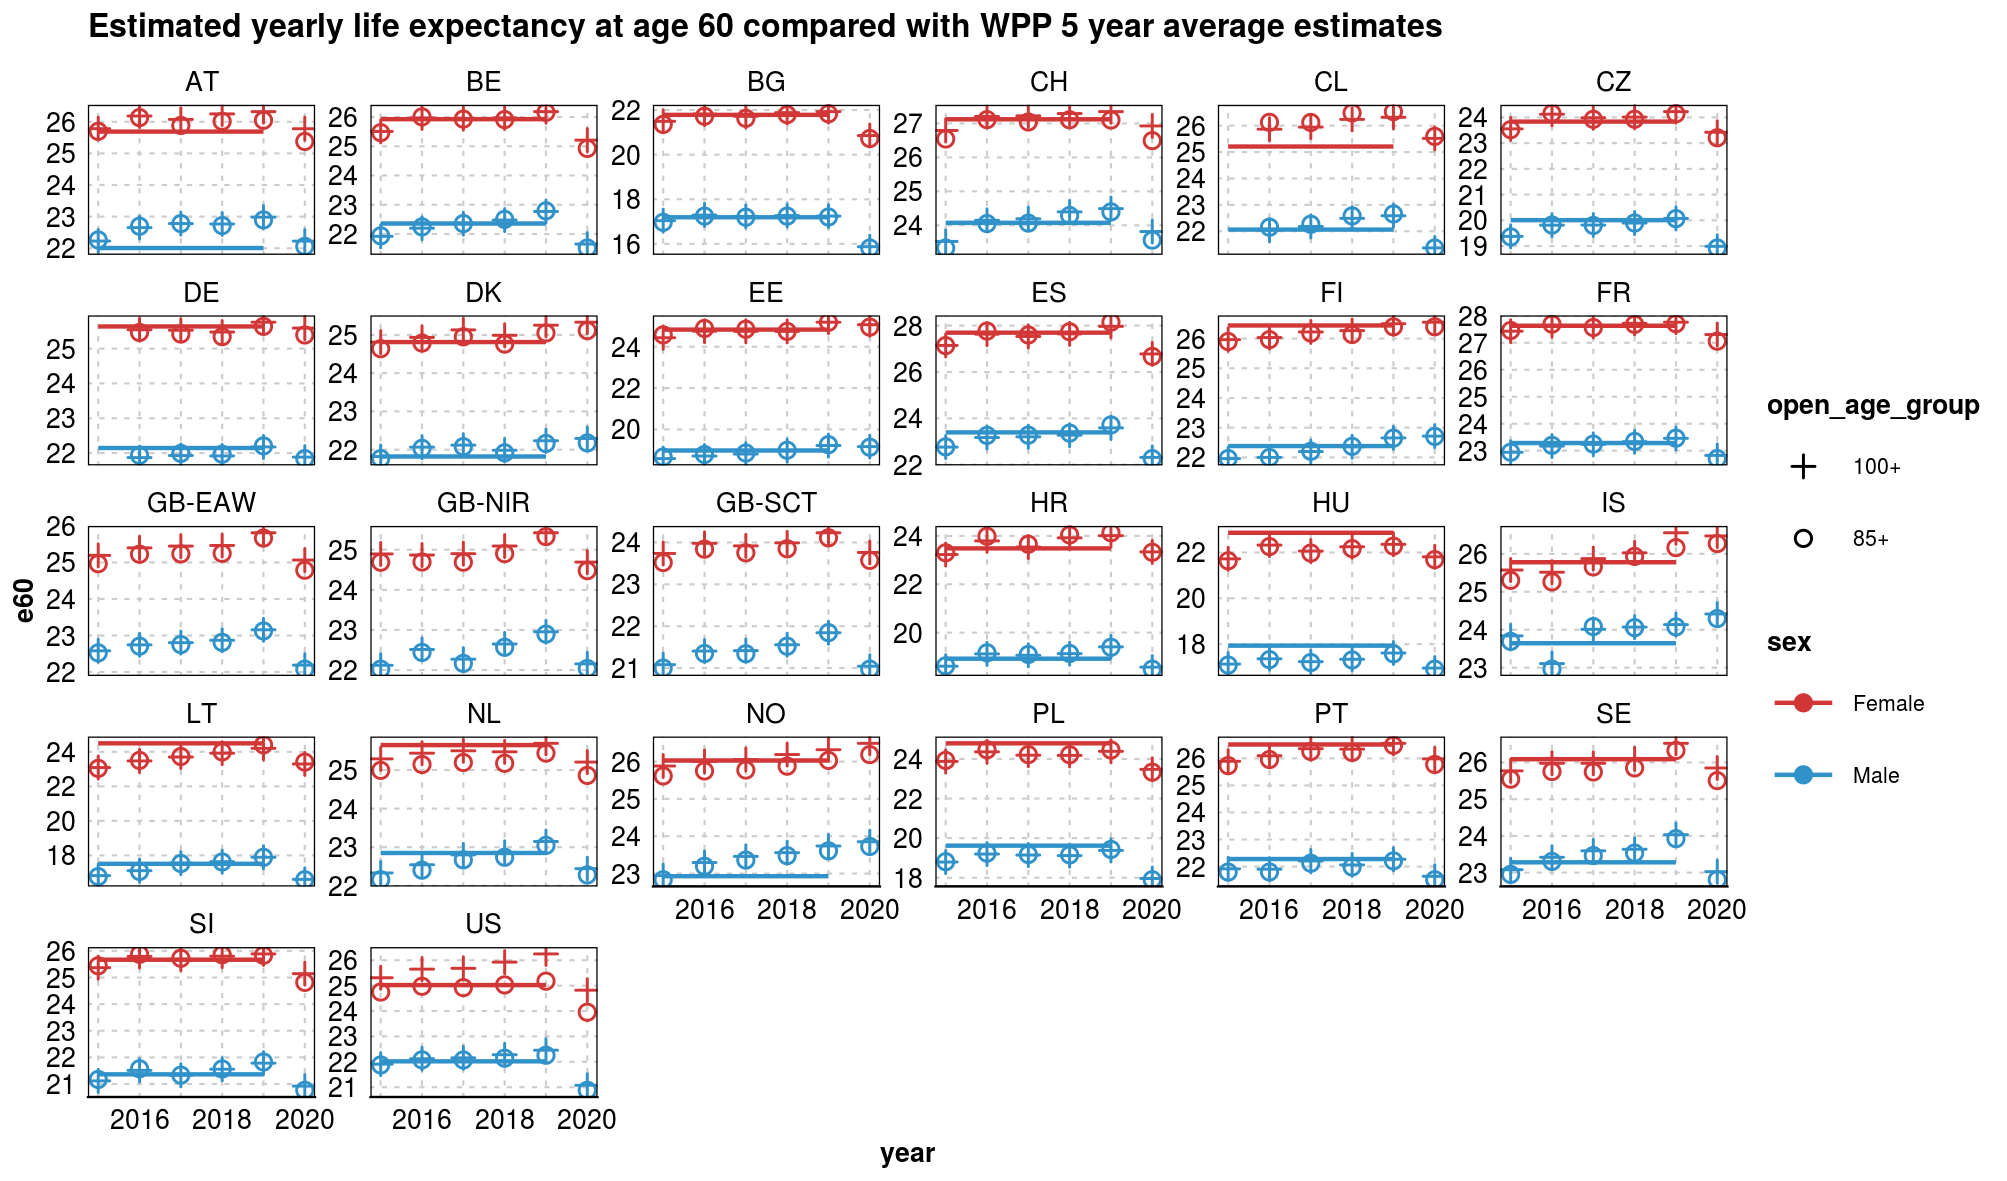 Estimated yearly life expectancy at age 60 compared with WPP 5 year average estimates
AT BE BG CH CL CZ
26 25 24 23 22
26 25 24 23 22
22 20 18 16
27 26 25 24
26 25 24 23 22
24 23 22 21 20 19
DE DK EE ES FI FR
25 24 23 22
25 24 23 22
24 22 20
28 26 24 22
26 25 24 23 22
28 27 26 25 24 23
GB-EAW GB-NIR GB-SCT HR HU IS
26 25 24 23 22
25 24 23 22
24 23 22 21
24 22 20
22 20 18
26 25 24 23
LT NL NO PL PT SE
24 22 20 18
25 24 23 22
26 25 24 23
24 22 20 18
26 25 24 23 22
26 25 24 23
2016 2018 2020 2016 2018 2020 2016 2018 2020 2016 2018 2020
SI US
26 25 24 23 22 21
26 25 24 23 22 21
2016 2018 2020 2016 2018 2020
e60
year
open_age_group
100+
85+
sex
Female
Male